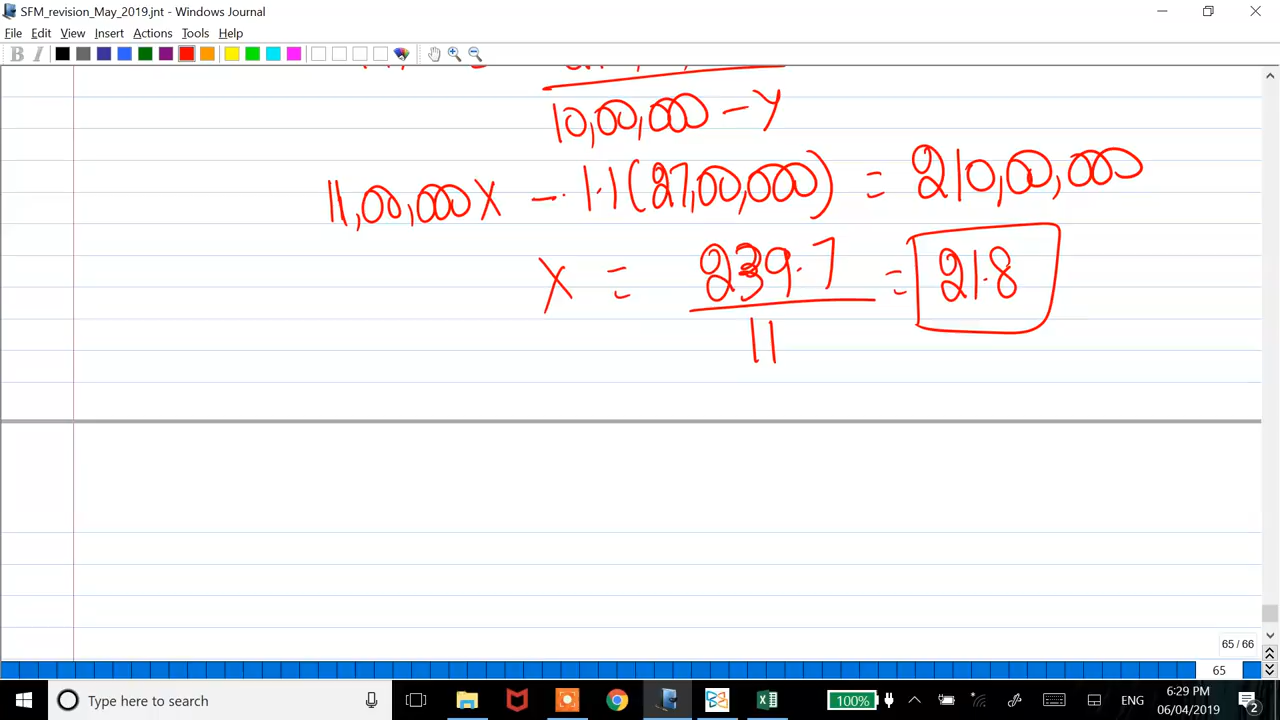 SFM_revision_May_2019.jnt - Windows Journal
File Edit View Insert Actions Tools Help
B I
10,00,000 - Y
11,00,000X - 1.1(27,00,000) = 210,00,000
X = 239.7 = 21.8
11
65 / 66
65
Type here to search
100%
ENG
6:29 PM
06/04/2019
2